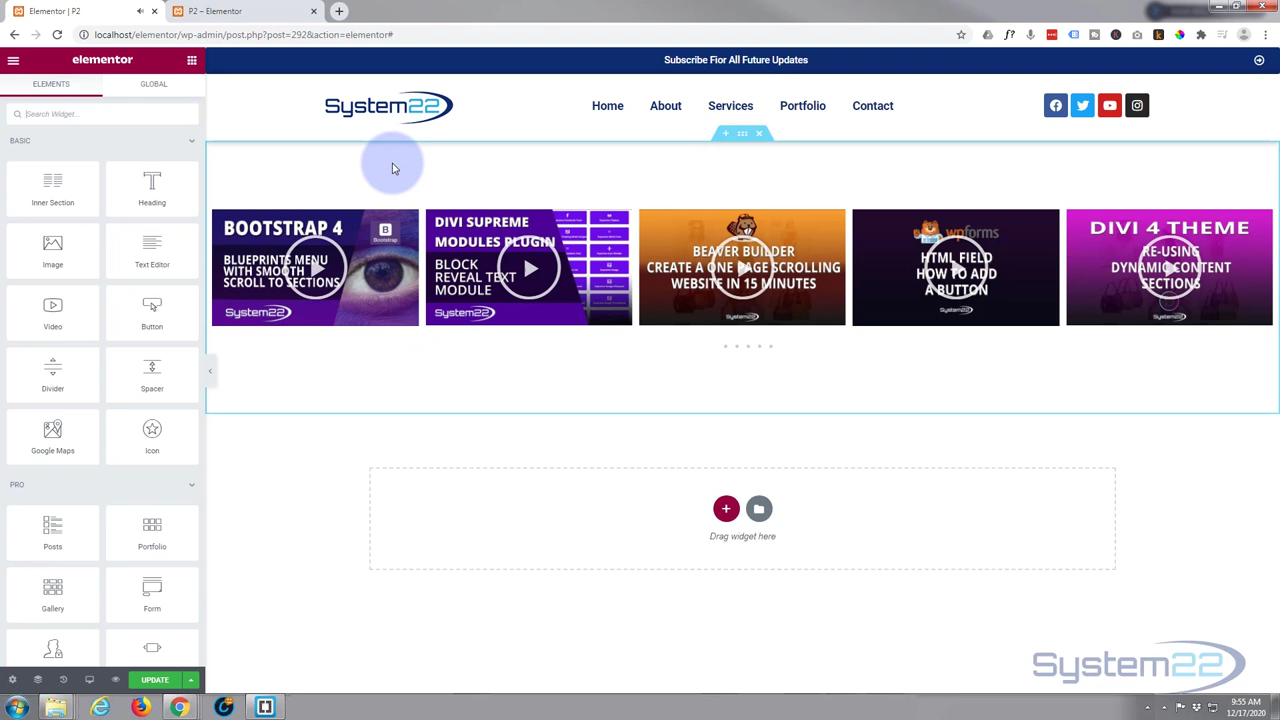 Elementor | P2
P2 – Elementor
localhost/elementor/wp-admin/post.php?post=292&action=elementor#
elementor
Subscribe Fior All Future Updates
ELEMENTS
GLOBAL
System22
Home
About
Services
Portfolio
Contact
Search Widget...
BASIC
Inner Section
Heading
Image
Text Editor
Video
Button
Divider
Spacer
Google Maps
Icon
PRO
Posts
Portfolio
Gallery
Form
BOOTSTRAP 4
BLUEPRINTS MENU
WITH SMOOTH
SCROLL TO SECTIONS
Bootstrap
System22
DIVI SUPREME
MODULES PLUGIN
BLOCK
REVEAL TEXT
MODULE
System22
BEAVER BUILDER
CREATE A ONE PAGE SCROLLING
WEBSITE IN 15 MINUTES
System22
wpforms
HTML FIELD
HOW TO ADD
A BUTTON
System22
DIVI 4 THEME
RE-USING
DYNAMIC CONTENT
SECTIONS
System22
Drag widget here
UPDATE
System22
9:55 AM
12/17/2020